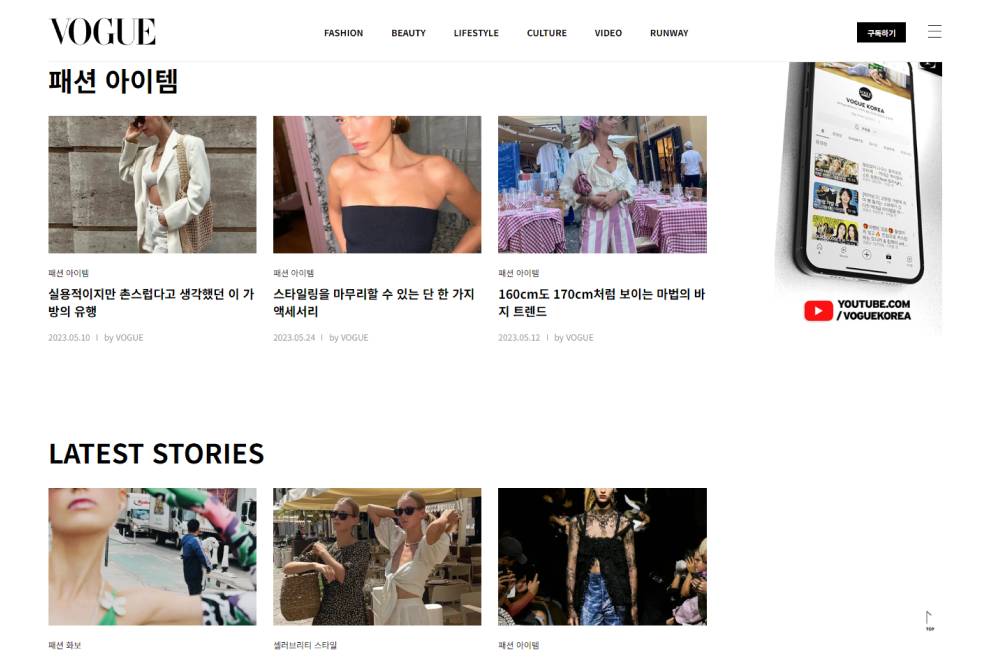 VOGUE
FASHION BEAUTY LIFESTYLE CULTURE VIDEO RUNWAY
구독하기
패션 아이템
VOGUE KOREA
패션 아이템
실용적이지만 촌스럽다고 생각했던 이 가
방의 유행
2023.05.10 | by VOGUE
패션 아이템
스타일링을 마무리할 수 있는 단 한 가지
액세서리
2023.05.24 | by VOGUE
패션 아이템
160cm도 170cm처럼 보이는 마법의 바
지 트렌드
2023.05.12 | by VOGUE
YOUTUBE.COM
/VOGUEKOREA
LATEST STORIES
패션 화보
셀러브리티 스타일
패션 아이템
TOP